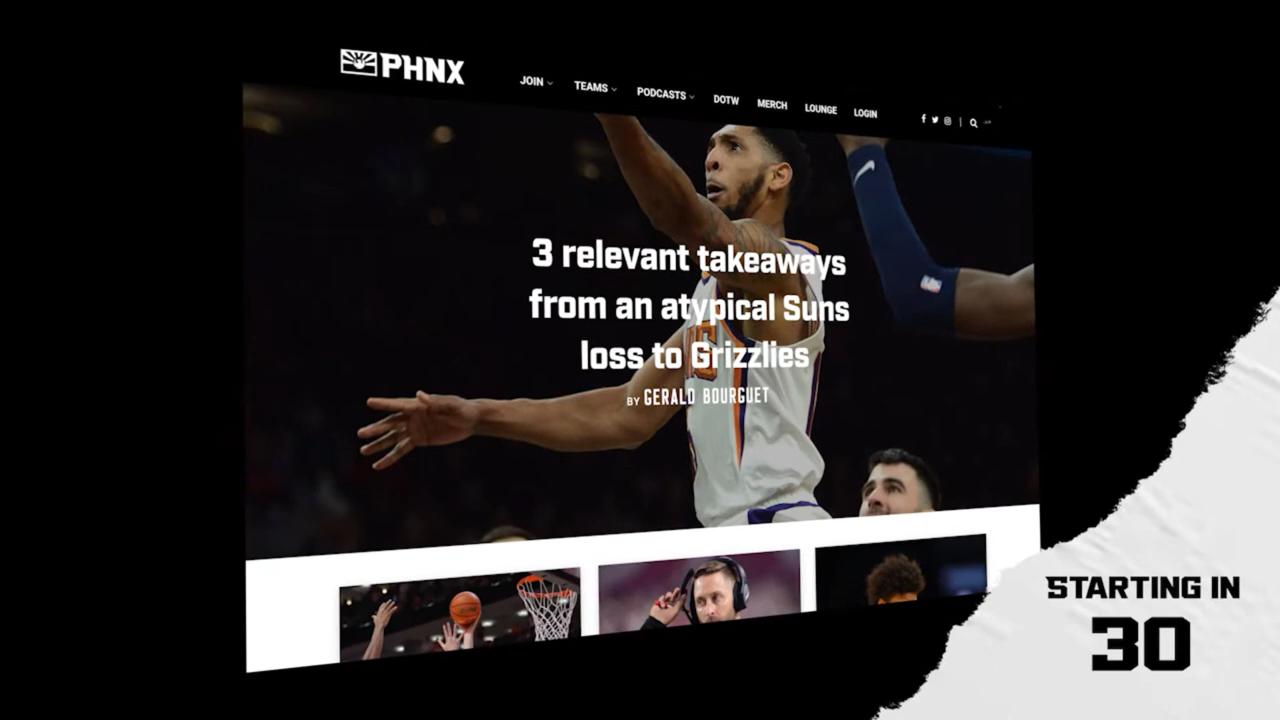 PHNX
JOIN TEAMS PODCASTS DOTW MERCH LOUNGE LOGIN
3 relevant takeaways
from an atypical Suns
loss to Grizzlies
BY GERALD BOURGUET
STARTING IN
30